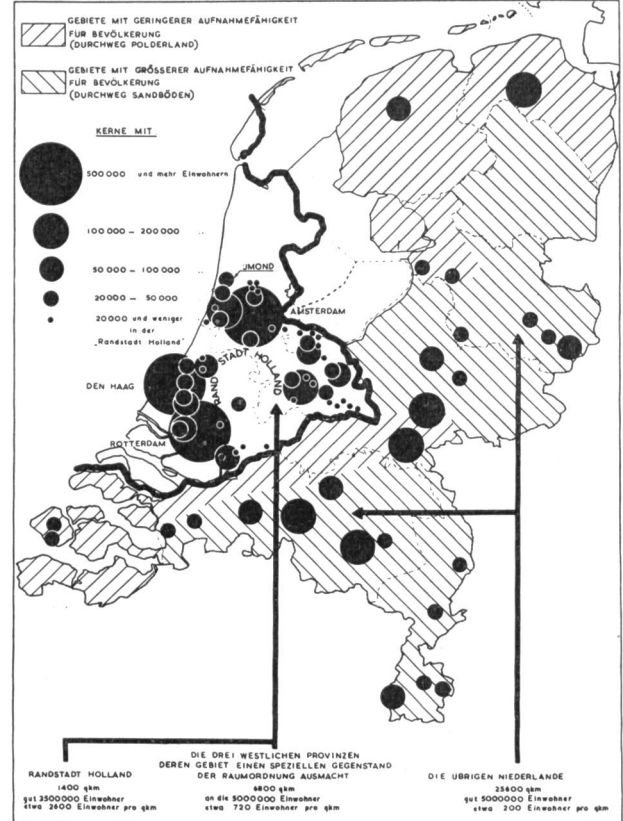 GEBIETE MIT GERINGERER AUFNAHMEFÄHIGKEIT
FÜR BEVÖLKERUNG
(DURCHWEG POLDERLAND)
GEBIETE MIT GRÖSSERER AUFNAHMEFÄHIGKEIT
FÜR BEVÖLKERUNG
(DURCHWEG SANDBÖDEN)
KERNE MIT
500 000 und mehr Einwohnern
100 000 – 200 000 "
50 000 – 100 000 "
20 000 – 50 000 "
20 000 und weniger
in der
„Randstadt Holland"
IJMOND
AMSTERDAM
RANDSTADT HOLLAND
DEN HAAG
ROTTERDAM
RANDSTADT HOLLAND
1400 qkm
gut 3500000 Einwohner
etwa 2600 Einwohner pro qkm
DIE DREI WESTLICHEN PROVINZEN
DEREN GEBIET EINEN SPEZIELLEN GEGENSTAND
DER RAUMORDNUNG AUSMACHT
6800 qkm
an die 5000000 Einwohner
etwa 720 Einwohner pro qkm
DIE ÜBRIGEN NIEDERLANDE
25600 qkm
gut 5000000 Einwohner
etwa 200 Einwohner pro qkm